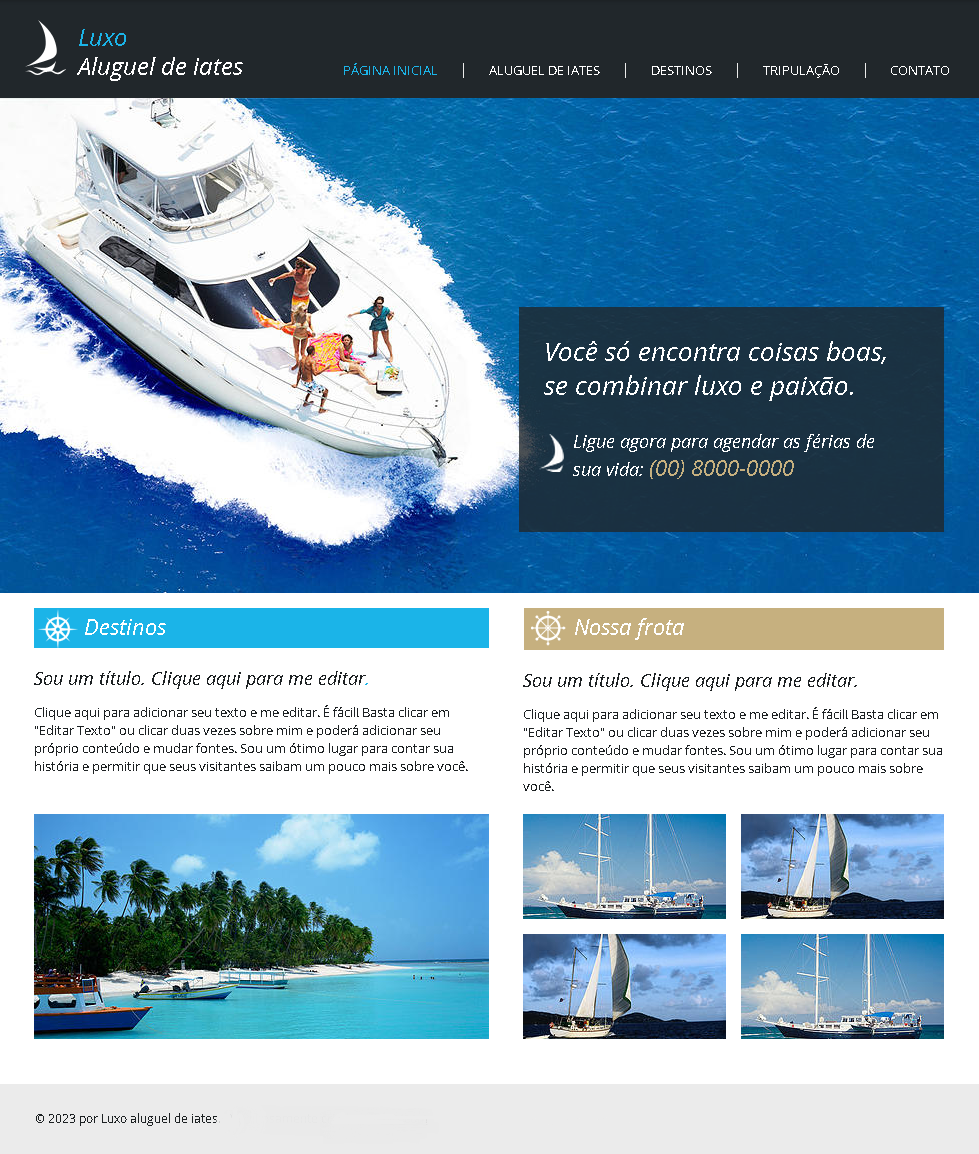 Luxo
Aluguel de iates
PÁGINA INICIAL | ALUGUEL DE IATES | DESTINOS | TRIPULAÇÃO | CONTATO
Você só encontra coisas boas,
se combinar luxo e paixão.
Ligue agora para agendar as férias de
sua vida: (00) 8000-0000
Destinos
Sou um título. Clique aqui para me editar.
Clique aqui para adicionar seu texto e me editar. É fácil! Basta clicar em
"Editar Texto" ou clicar duas vezes sobre mim e poderá adicionar seu
próprio conteúdo e mudar fontes. Sou um ótimo lugar para contar sua
história e permitir que seus visitantes saibam um pouco mais sobre você.
Nossa frota
Sou um título. Clique aqui para me editar.
Clique aqui para adicionar seu texto e me editar. É fácil! Basta clicar em
"Editar Texto" ou clicar duas vezes sobre mim e poderá adicionar seu
próprio conteúdo e mudar fontes. Sou um ótimo lugar para contar sua
história e permitir que seus visitantes saibam um pouco mais sobre
você.
© 2023 por Luxo aluguel de iates